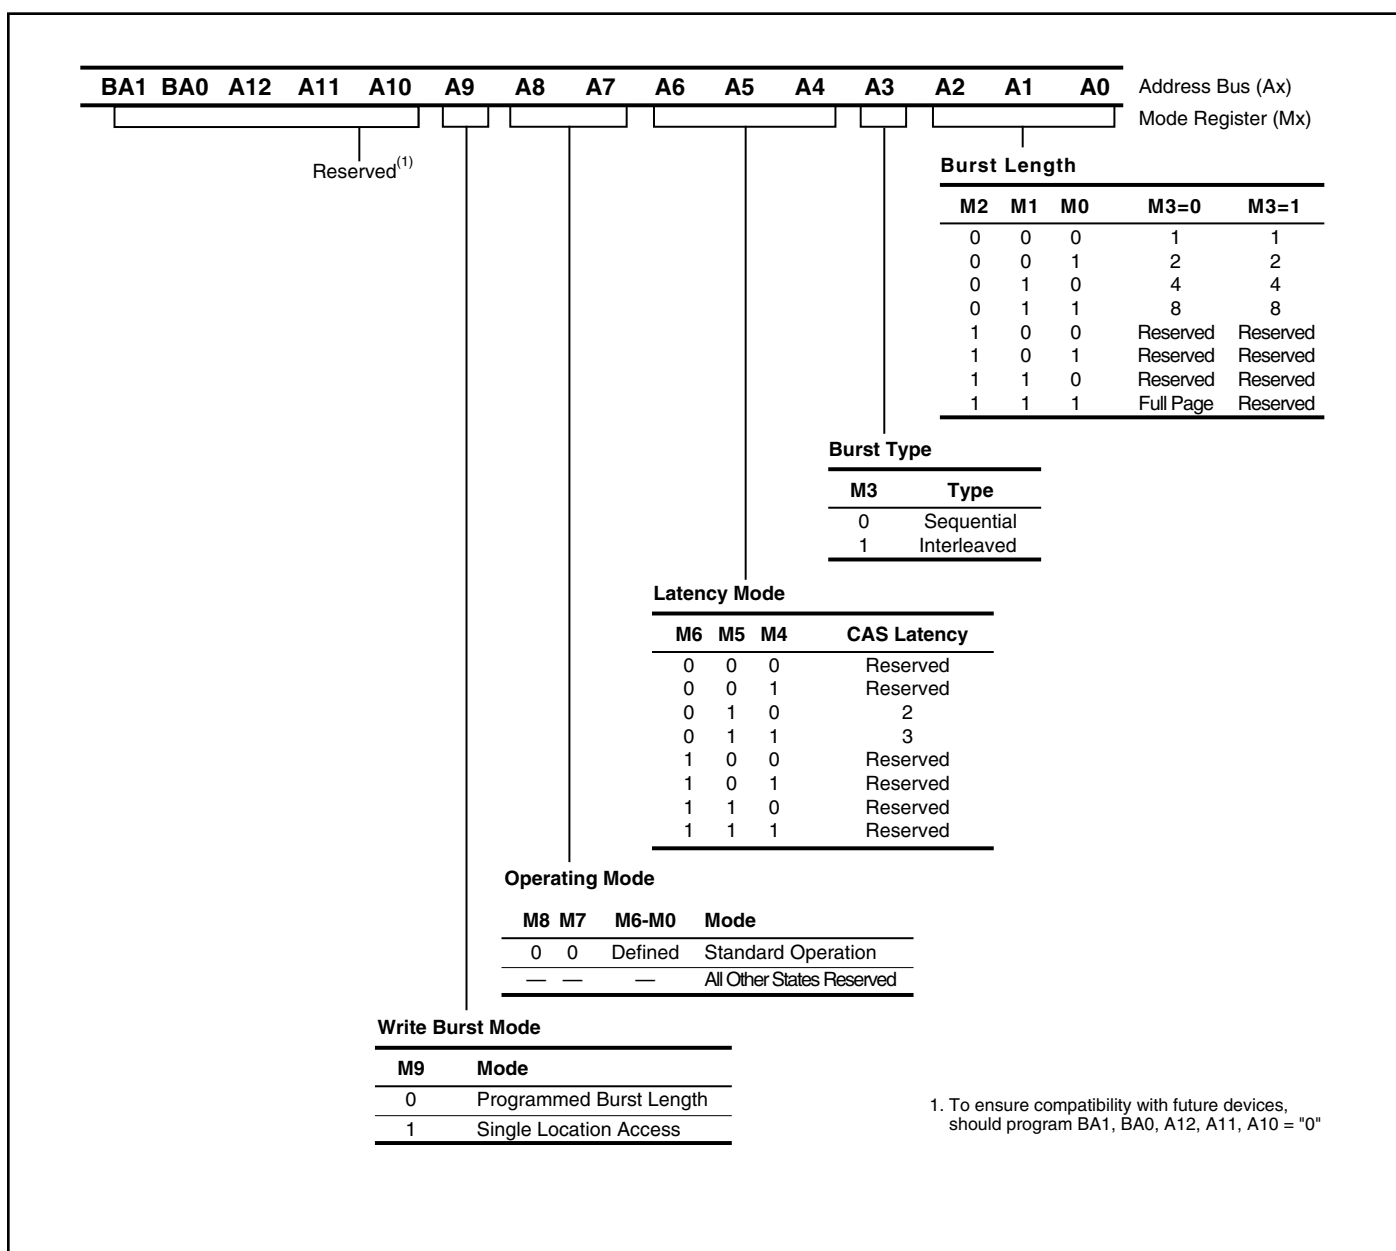 BA1 BA0 A12 A11 A10 A9 A8 A7 A6 A5 A4 A3 A2 A1 A0 Address Bus (Ax)
Mode Register (Mx)
Reserved(1)
Burst Length
M2 M1 M0 M3=0 M3=1
0 0 0 1 1
0 0 1 2 2
0 1 0 4 4
0 1 1 8 8
1 0 0 Reserved Reserved
1 0 1 Reserved Reserved
1 1 0 Reserved Reserved
1 1 1 Full Page Reserved
Burst Type
M3 Type
0 Sequential
1 Interleaved
Latency Mode
M6 M5 M4 CAS Latency
0 0 0 Reserved
0 0 1 Reserved
0 1 0 2
0 1 1 3
1 0 0 Reserved
1 0 1 Reserved
1 1 0 Reserved
1 1 1 Reserved
Operating Mode
M8 M7 M6-M0 Mode
0 0 Defined Standard Operation
— — — All Other States Reserved
Write Burst Mode
M9 Mode
0 Programmed Burst Length
1 Single Location Access
1. To ensure compatibility with future devices,
should program BA1, BA0, A12, A11, A10 = "0"